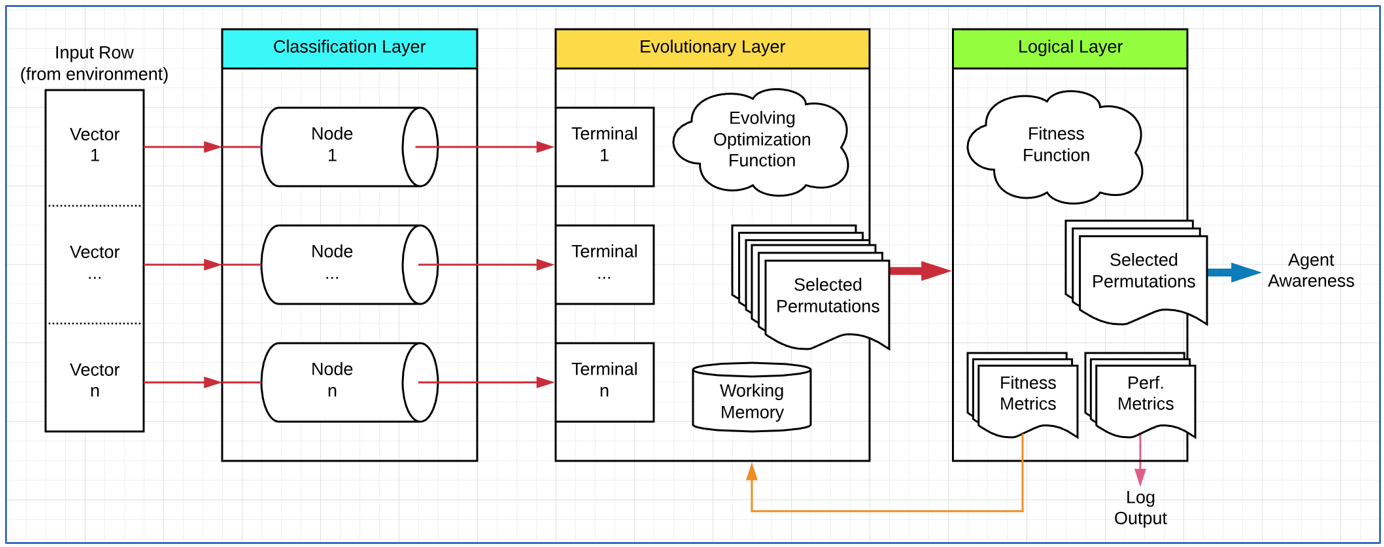 Input Row
(from environment)
Vector
1
Vector
...
Vector
n
Classification Layer
Node
1
Node
...
Node
n
Evolutionary Layer
Terminal
1
Terminal
...
Terminal
n
Evolving
Optimization
Function
Selected
Permutations
Working
Memory
Logical Layer
Fitness
Function
Selected
Permutations
Fitness
Metrics
Perf.
Metrics
Agent
Awareness
Log
Output